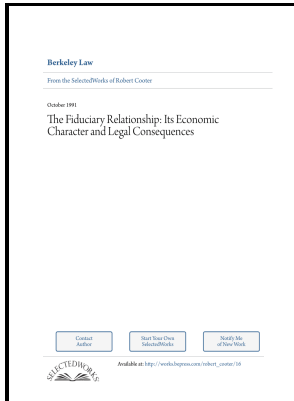 Berkeley Law
From the SelectedWorks of Robert Cooter
October 1991
The Fiduciary Relationship: Its Economic
Character and Legal Consequences
Contact
Author
Start Your Own
SelectedWorks
Notify Me
of New Work
SELECTEDWORKS
Available at: http://works.bepress.com/robert_cooter/56